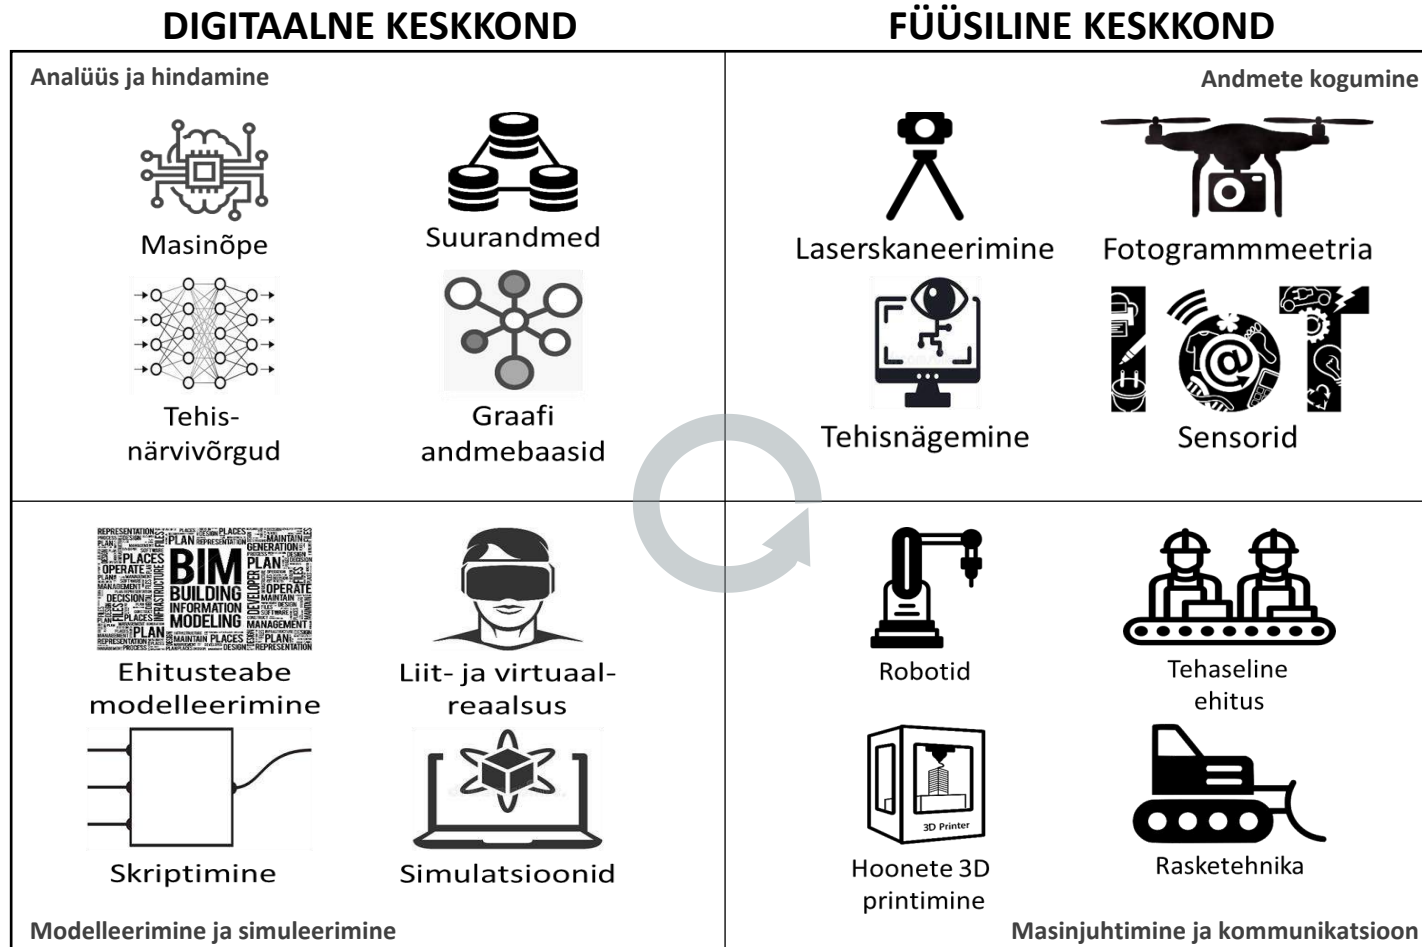 DIGITAALNE KESKKOND
FÜÜSILINE KESKKOND
Analüüs ja hindamine
Andmete kogumine
Masinõpe
Suurandmed
Laserskaneerimine
Fotogrammmeetria
Tehis-
närvivõrgud
Graafi
andmebaasid
Tehisnägemine
IoT
@
Sensorid
BIM
BUILDING
INFORMATION
MODELING
Ehitusteabe
modelleerimine
Liit- ja virtuaal-
reaalsus
Robotid
Tehaseline
ehitus
Skriptimine
Simulatsioonid
3D Printer
Hoonete 3D
printimine
Rasketehnika
Modelleerimine ja simuleerimine
Masinjuhtimine ja kommunikatsioon